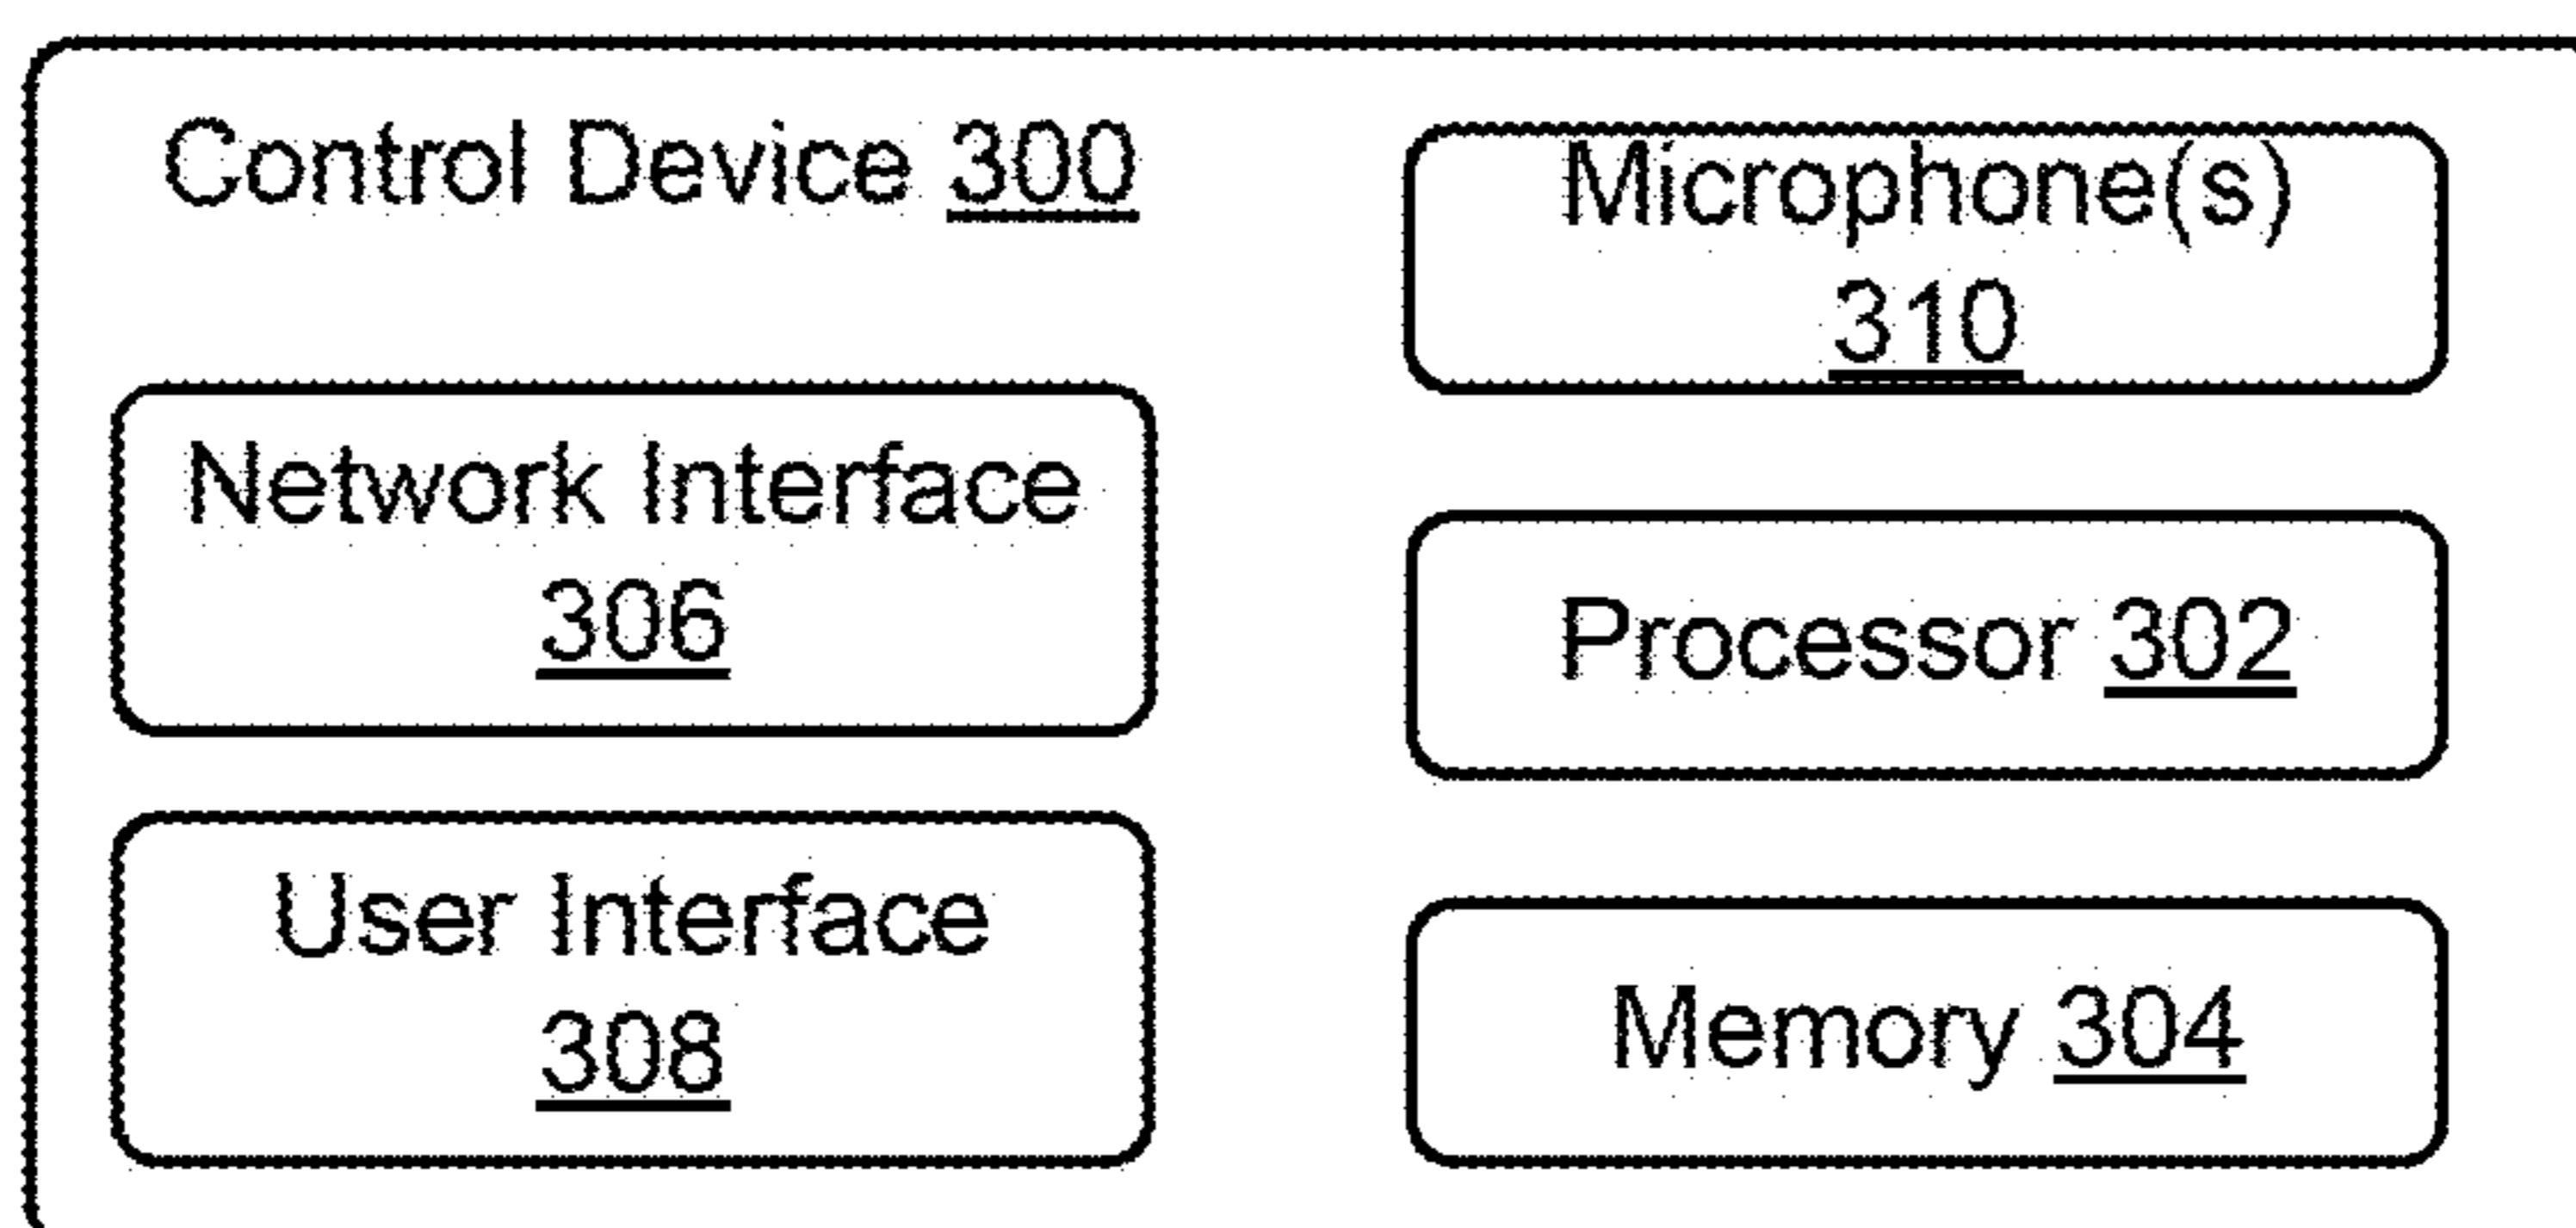 Control Device 300
Network Interface
306
User Interface
308
Microphone(s)
310
Processor 302
Memory 304